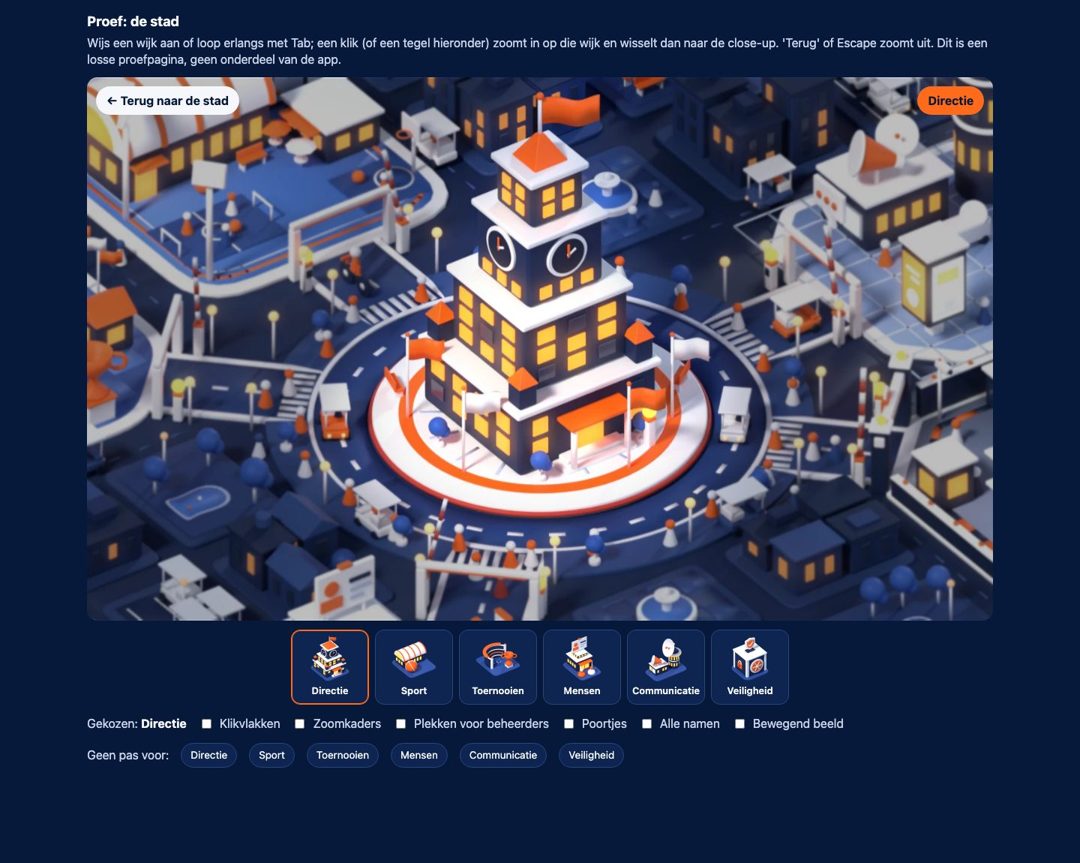 Proef: de stad
Wijs een wijk aan of loop erlangs met Tab; een klik (of een tegel hieronder) zoomt in op die wijk en wisselt dan naar de close-up. 'Terug' of Escape zoomt uit. Dit is een
losse proefpagina, geen onderdeel van de app.
← Terug naar de stad
Directie
Directie
Sport
Toernooien
Mensen
Communicatie
Veiligheid
Gekozen: Directie
Klikvlakken
Zoomkaders
Plekken voor beheerders
Poortjes
Alle namen
Bewegend beeld
Geen pas voor:
Directie
Sport
Toernooien
Mensen
Communicatie
Veiligheid